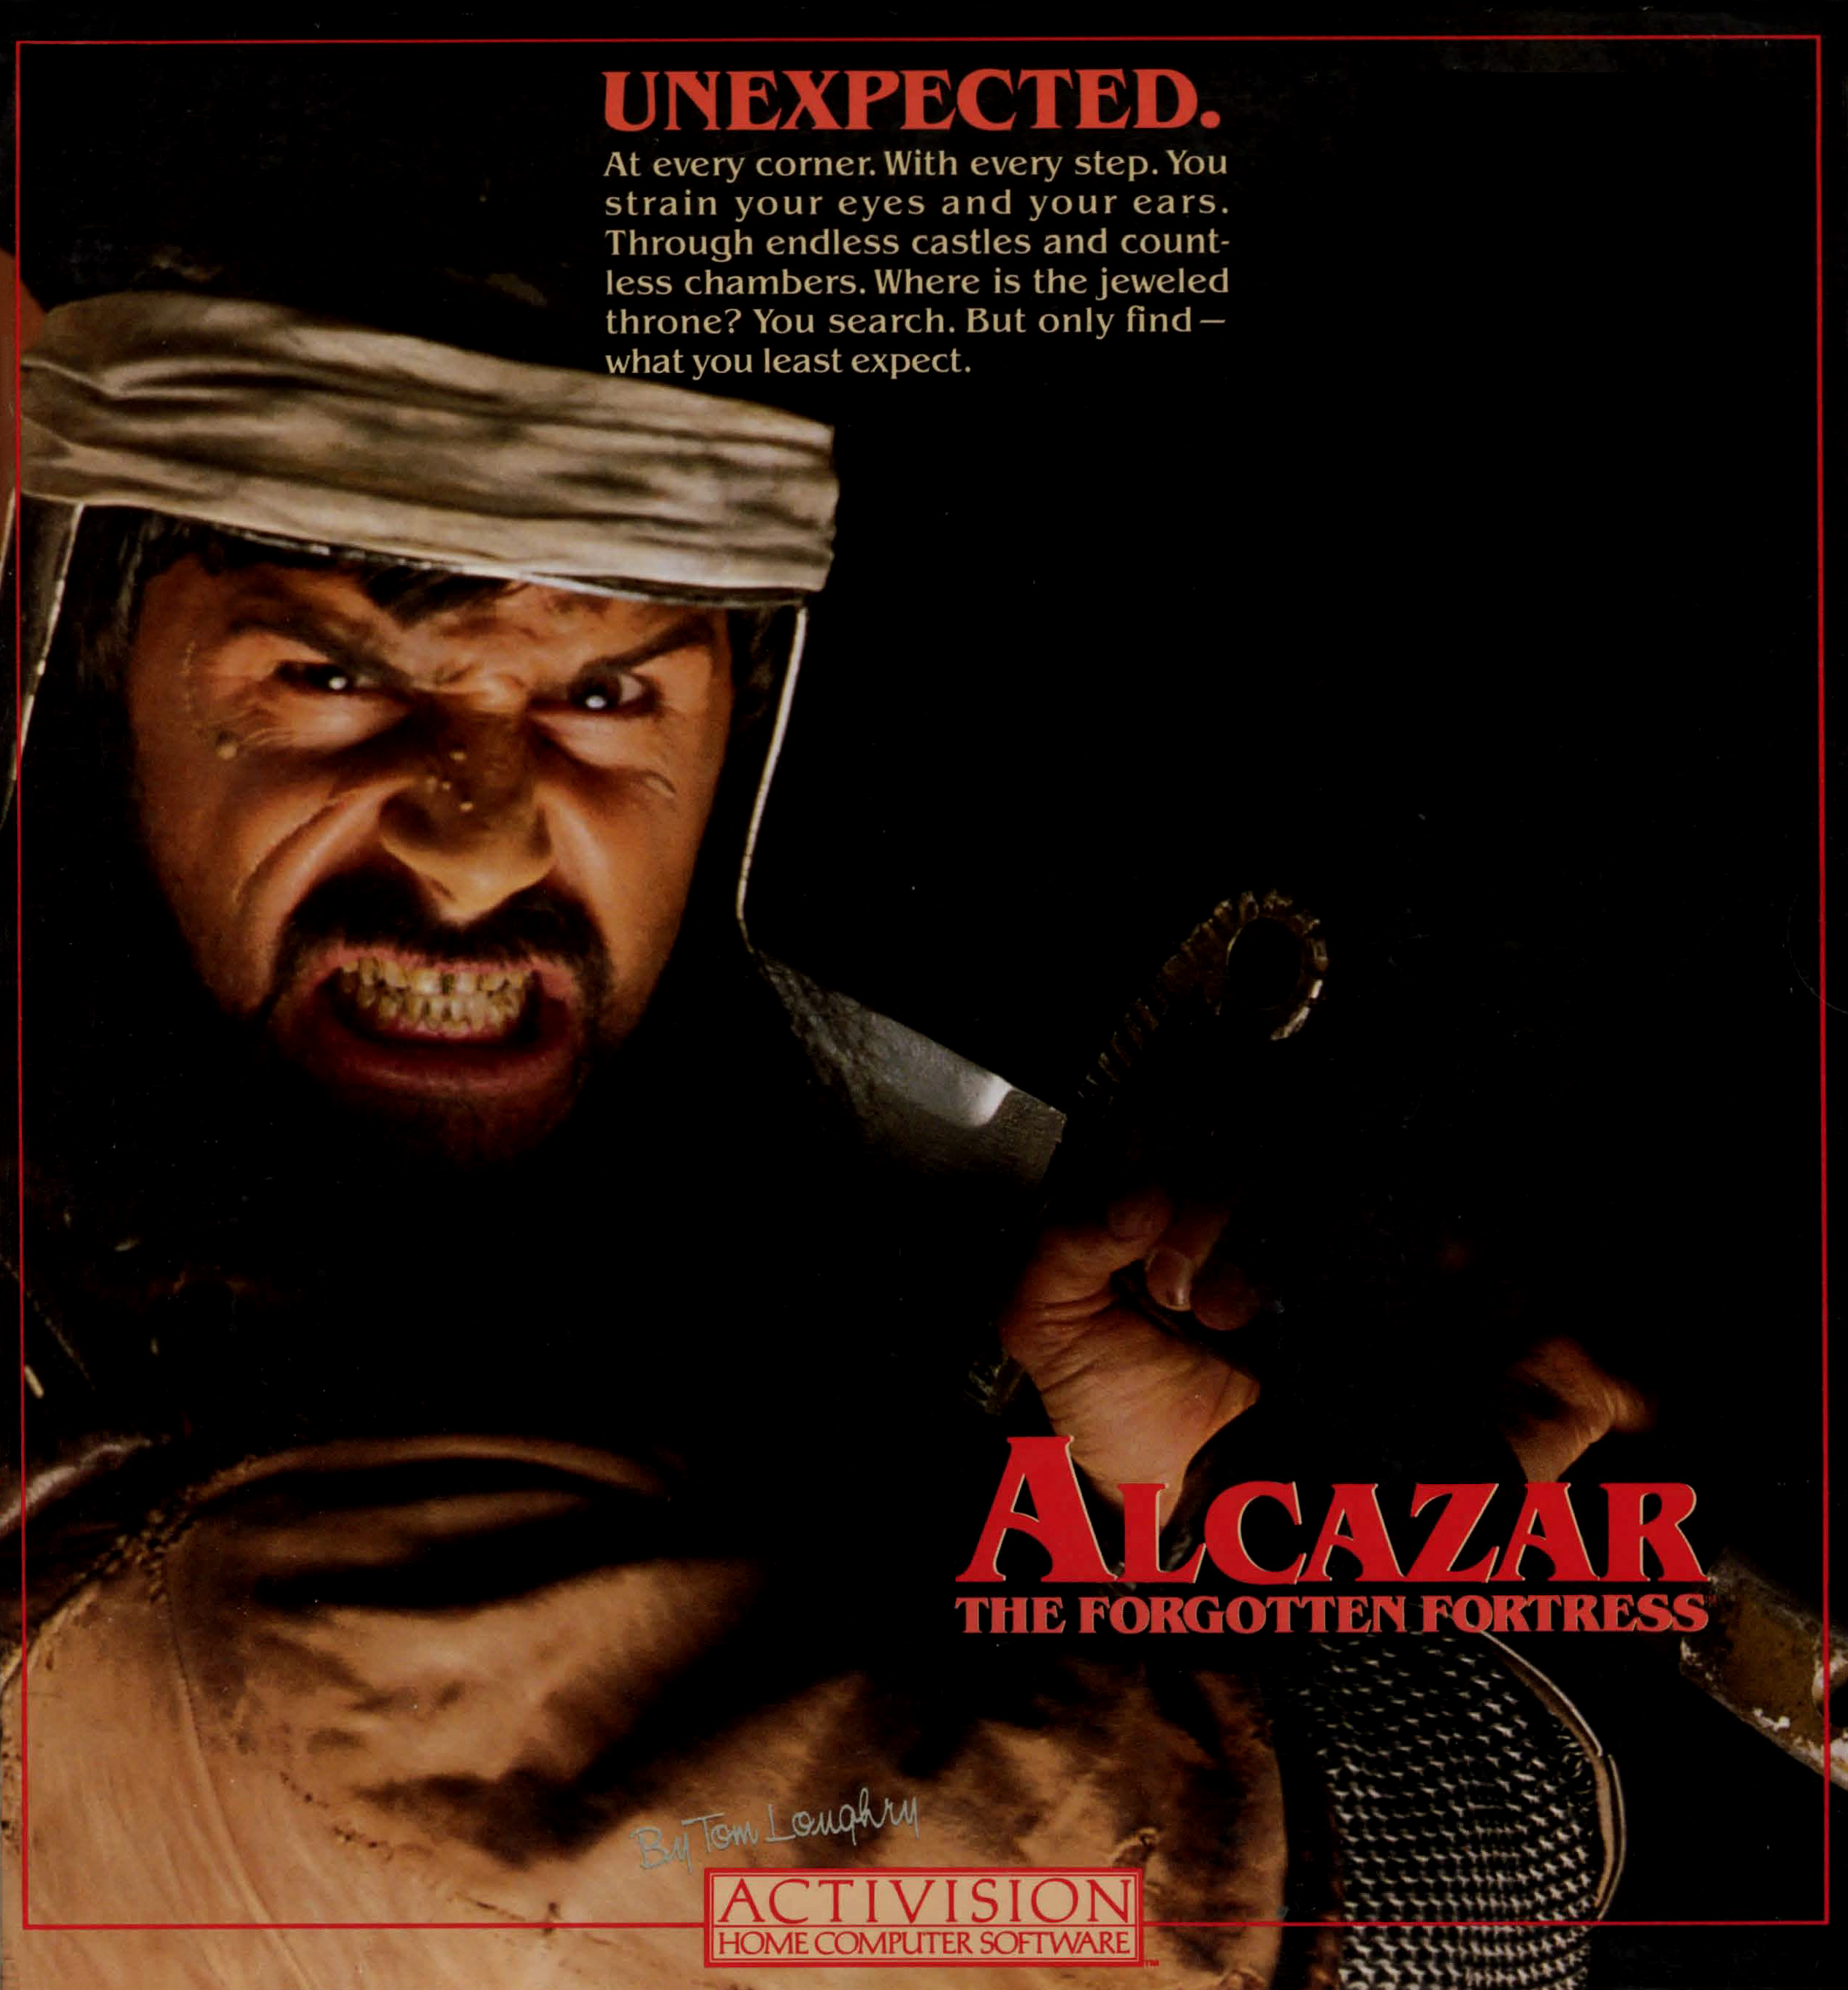 UNEXPECTED.
At every corner. With every step. You
strain your eyes and your ears.
Through endless castles and count-
less chambers. Where is the jeweled
throne? You search. But only find—
what you least expect.
ALCAZAR
THE FORGOTTEN FORTRESS™
By Tom Loughry
ACTIVISION
HOME COMPUTER SOFTWARE
™